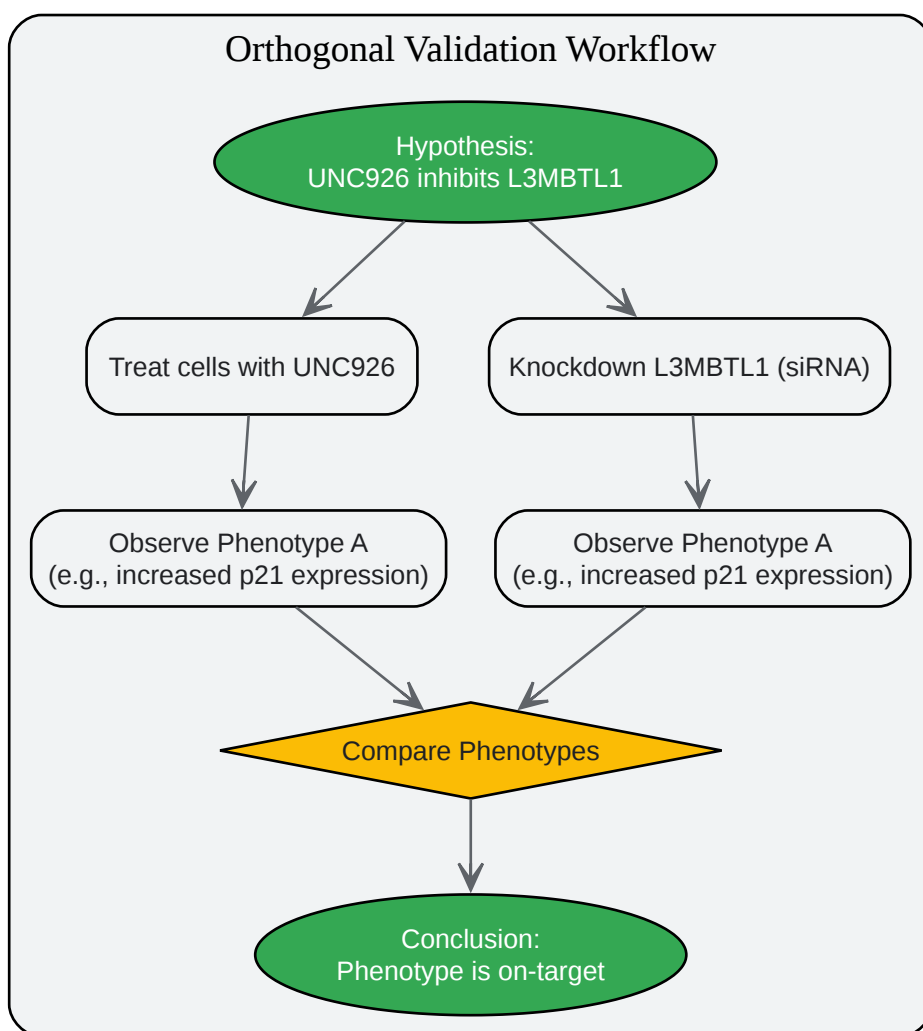 Orthogonal Validation Workflow
Hypothesis:
UNC926 inhibits L3MBTL1
Treat cells with UNC926
Knockdown L3MBTL1 (siRNA)
Observe Phenotype A
(e.g., increased p21 expression)
Observe Phenotype A
(e.g., increased p21 expression)
Compare Phenotypes
Conclusion:
Phenotype is on-target